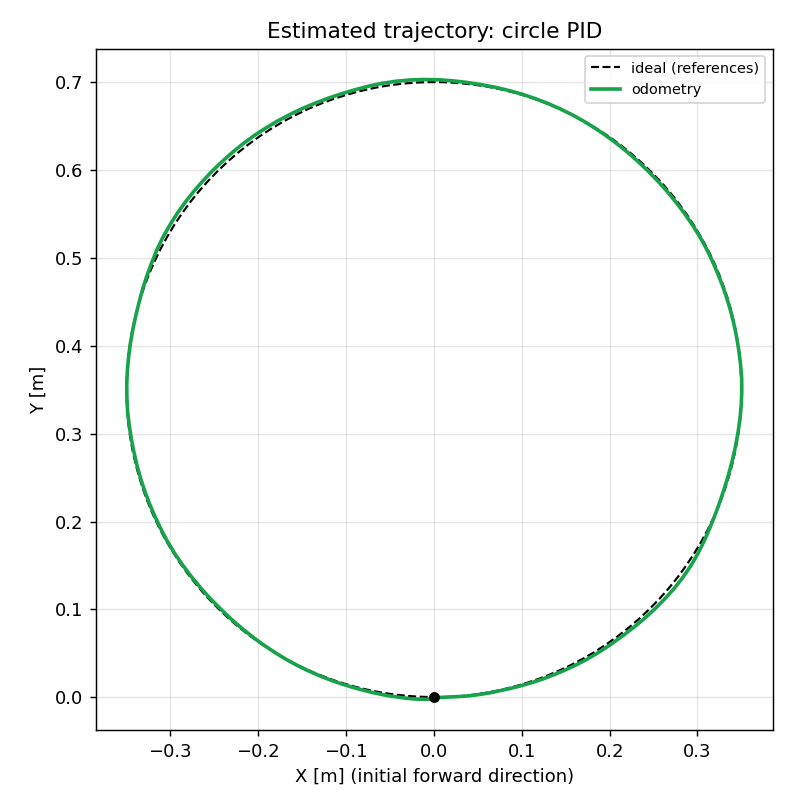 Estimated trajectory: circle PID
ideal (references)
odometry
0.7
0.6
0.5
0.4
0.3
0.2
0.1
0.0
Y [m]
−0.3 −0.2 −0.1 0.0 0.1 0.2 0.3
X [m] (initial forward direction)